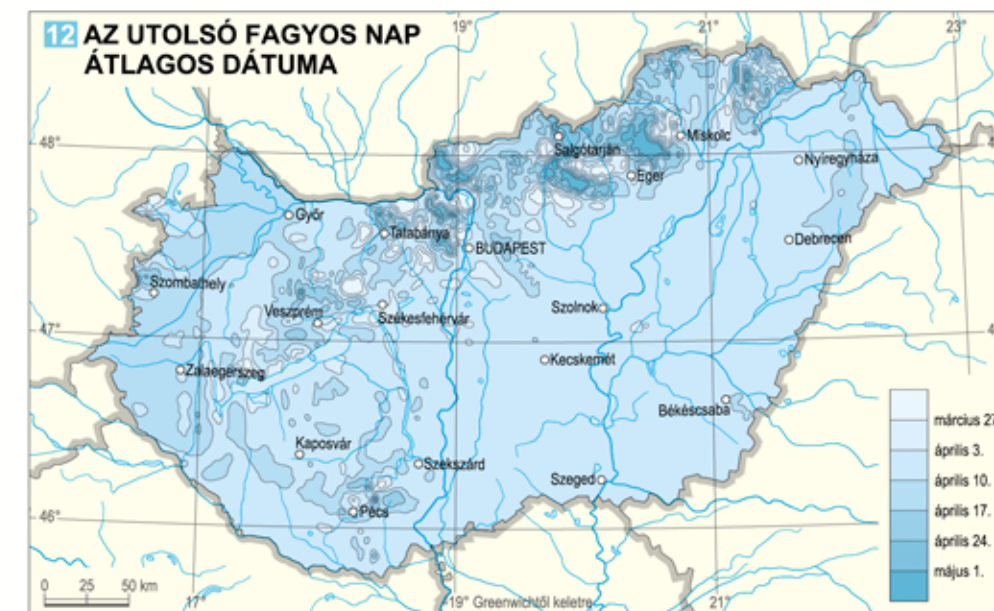 12 AZ UTOLSÓ FAGYOS NAP
ÁTLAGOS DÁTUMA
19°
21°
23°
48°
Miskolc
Salgótarján
Nyíregyháza
Eger
Győr
Tatabánya
BUDAPEST
Debrecen
Szombathely
Veszprém
Székesfehérvár
Szolnok
47°
Kecskemét
Zalaegerszeg
Békéscsaba
Kaposvár
Szekszárd
Szeged
Pécs
46°
március 27
április 3.
április 10.
április 17.
április 24.
május 1.
0 25 50 km
17°
19° Greenwichtől keletre
21°